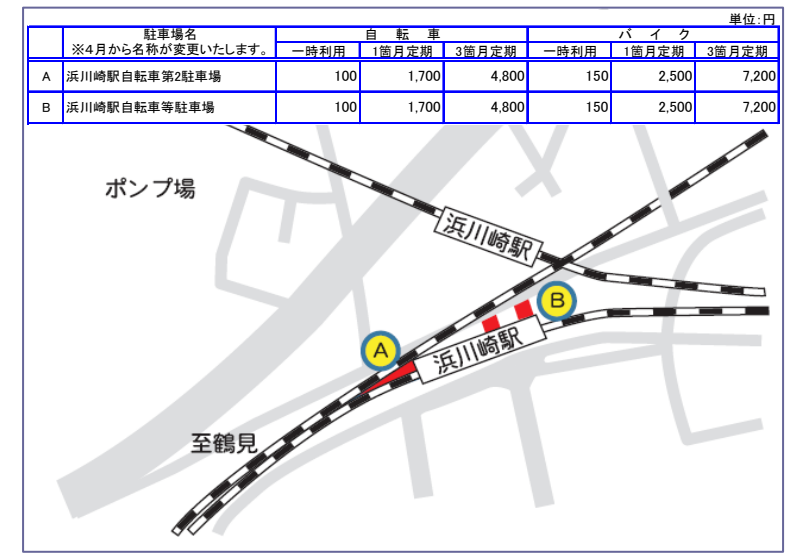 単位:円
駐車場名 自 転 車 バ イ ク
※4月から名称が変更いたします。 一時利用 1箇月定期 3箇月定期 一時利用 1箇月定期 3箇月定期
A 浜川崎駅自転車第2駐車場 100 1,700 4,800 150 2,500 7,200
B 浜川崎駅自転車等駐車場 100 1,700 4,800 150 2,500 7,200
ポンプ場
浜川崎駅
B
A
浜川崎駅
至鶴見